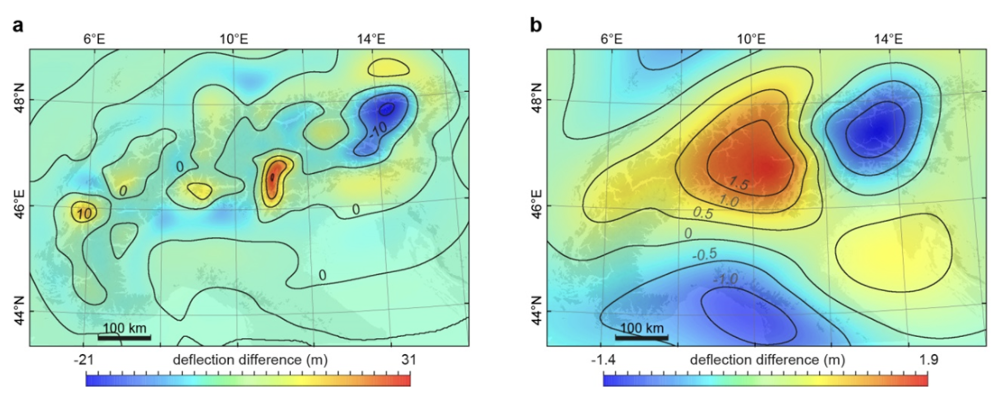 a
6°E 10°E 14°E
48°N
46°E
44°N
0
0
10
-10
0
0
100 km
-21 deflection difference (m) 31
b
6°E 10°E 14°E
48°N
46°E
44°N
1.5
1.0
0.5
0
-0.5
-1.0
100 km
-1.4 deflection difference (m) 1.9